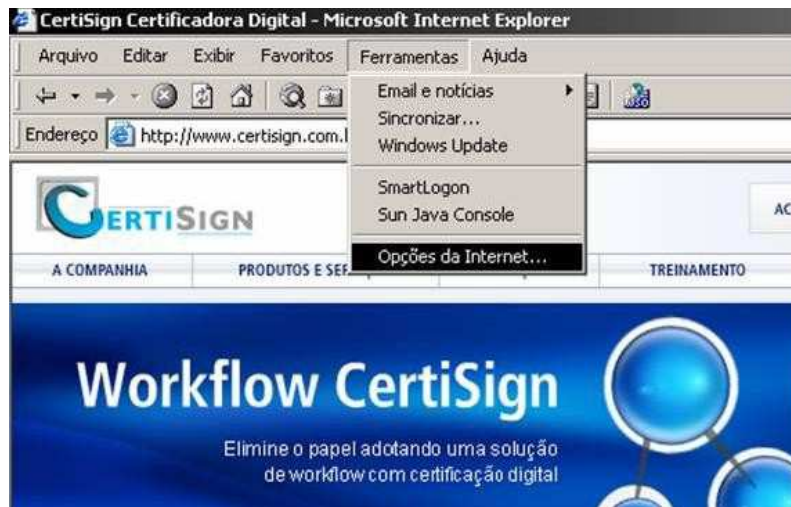 CertiSign Certificadora Digital - Microsoft Internet Explorer
Arquivo Editar Exibir Favoritos Ferramentas Ajuda
Email e notícias
Sincronizar...
Windows Update
Endereço http://www.certisign.com.
SmartLogon
Sun Java Console
Opções da Internet...
CERTISIGN
A COMPANHIA PRODUTOS E TREINAMENTO
Workflow CertiSign
Elimine o papel adotando uma solução
de workflow com certificação digital